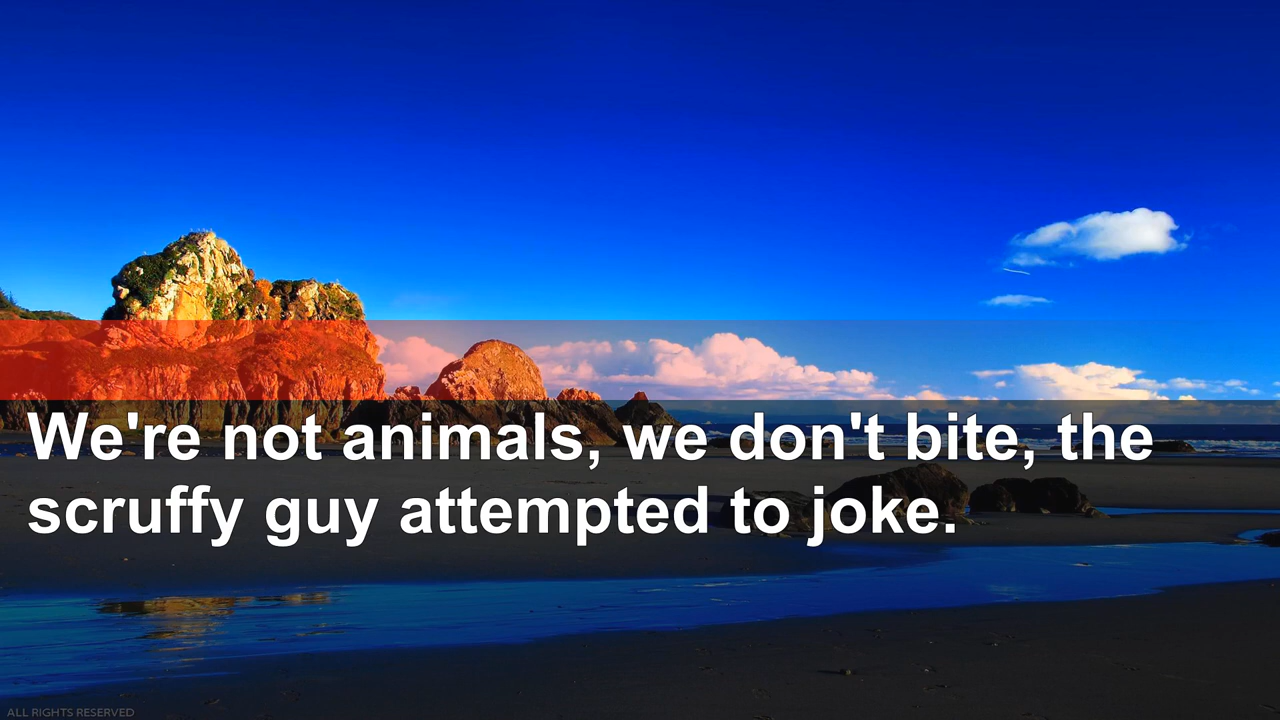 We're not animals, we don't bite, the
scruffy guy attempted to joke.
ALL RIGHTS RESERVED